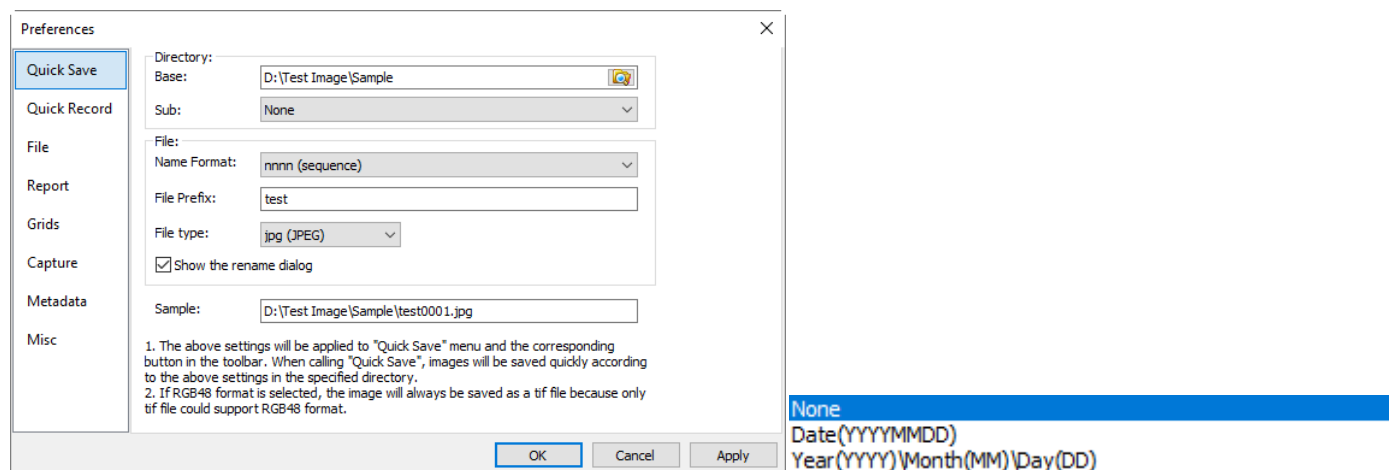 Preferences
Quick Save
Quick Record
File
Report
Grids
Capture
Metadata
Misc
Directory:
Base: D:\Test Image\Sample
Sub: None
File:
Name Format: nnnn (sequence)
File Prefix: test
File type: jpg (JPEG)
Show the rename dialog
Sample: D:\Test Image\Sample\test0001.jpg
1. The above settings will be applied to "Quick Save" menu and the corresponding
button in the toolbar. When calling "Quick Save", images will be saved quickly according
to the above settings in the specified directory.
2. If RGB48 format is selected, the image will always be saved as a tif file because only
tif file could support RGB48 format.
OK Cancel Apply
None
Date(YYYYMMDD)
Year(YYYY)\Month(MM)\Day(DD)